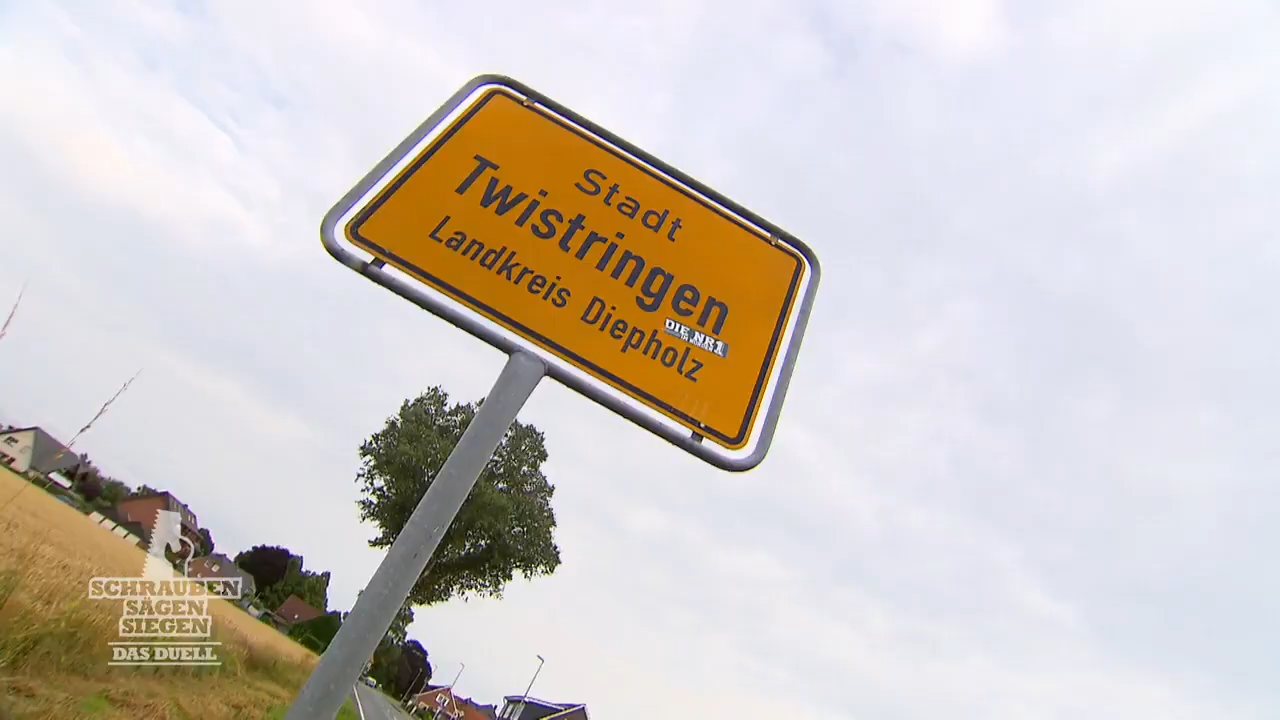 Stadt
Twistringen
Landkreis Diepholz
DIE NR1
SCHRAUBEN
SÄGEN
SIEGEN
DAS DUELL